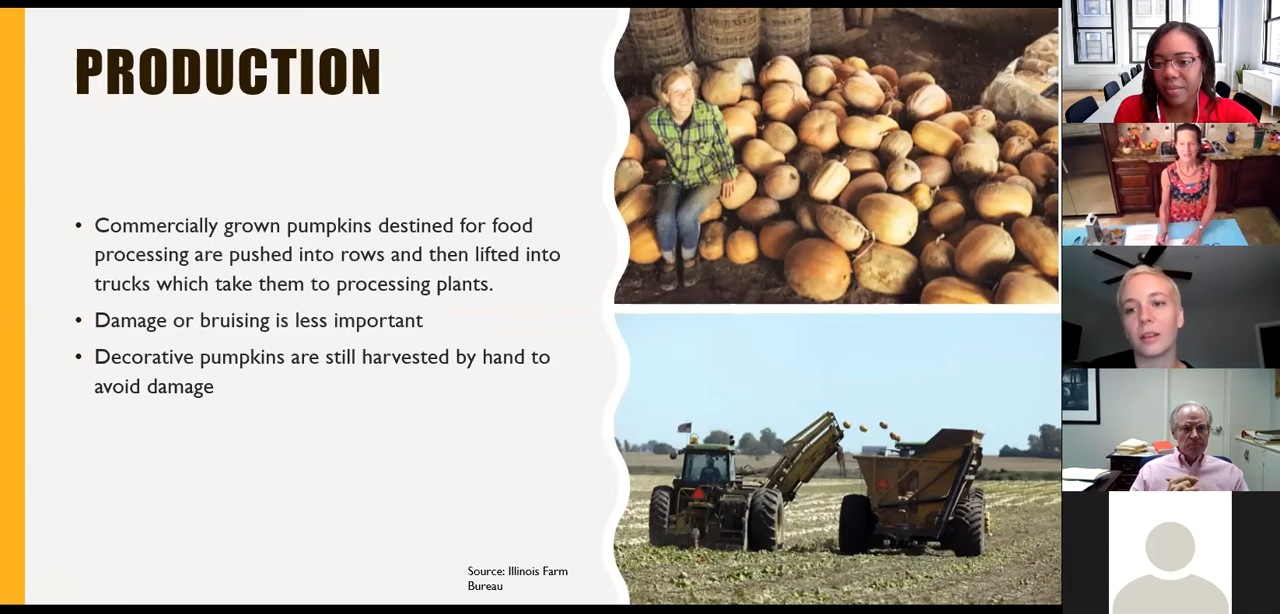 PRODUCTION
• Commercially grown pumpkins destined for food
processing are pushed into rows and then lifted into
trucks which take them to processing plants.
• Damage or bruising is less important
• Decorative pumpkins are still harvested by hand to
avoid damage
Source: Illinois Farm
Bureau